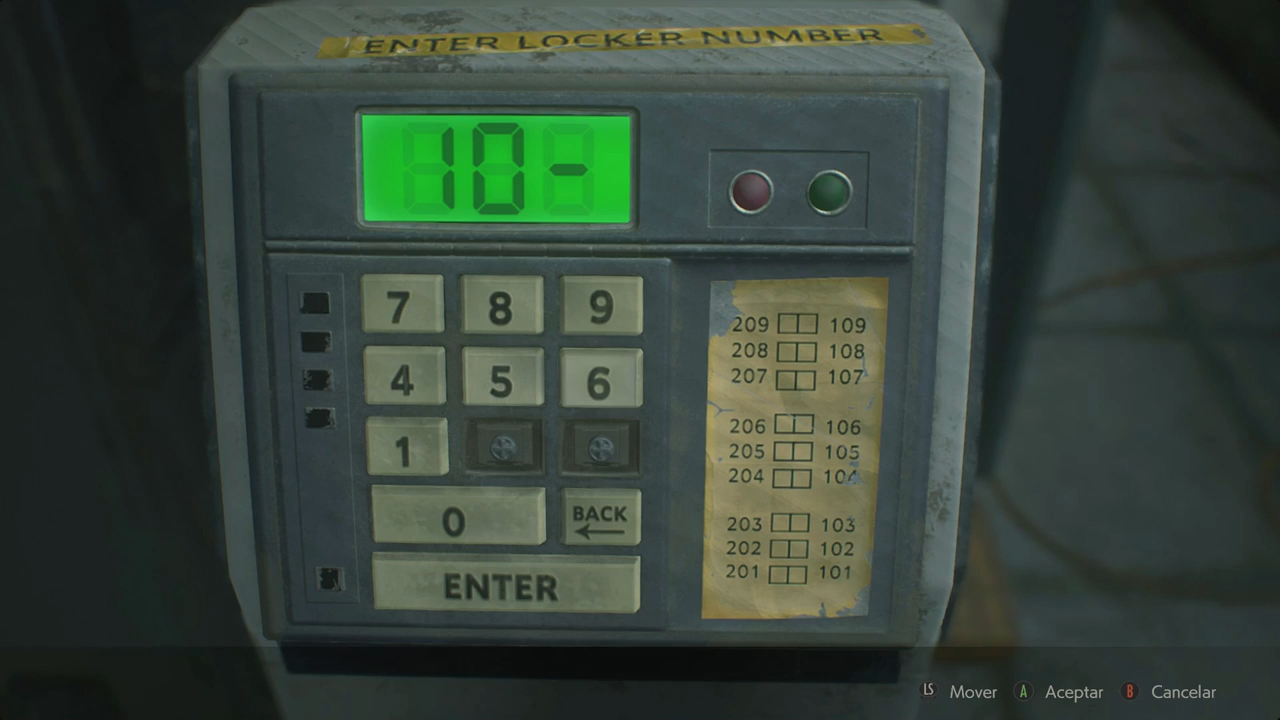 ENTER LOCKER NUMBER
10-
7 8 9
4 5 6
1
0 BACK
ENTER
209 109
208 108
207 107
206 106
205 105
204 104
203 103
202 102
201 101
LS Mover A Aceptar B Cancelar